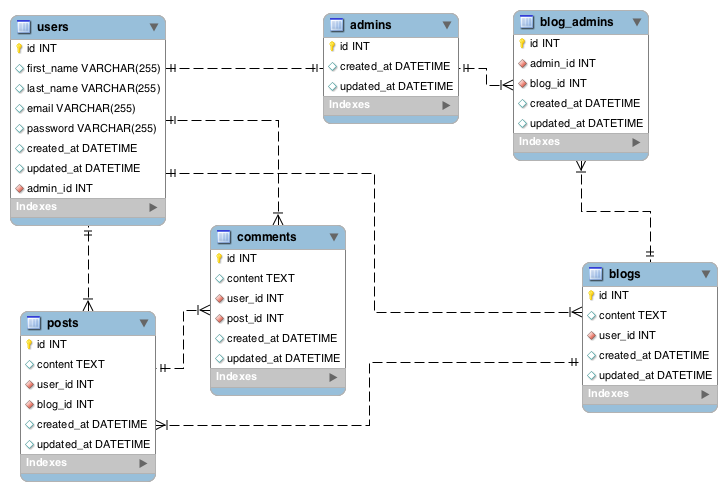 users
id INT
first_name VARCHAR(255)
last_name VARCHAR(255)
email VARCHAR(255)
password VARCHAR(255)
created_at DATETIME
updated_at DATETIME
admin_id INT
Indexes
admins
id INT
created_at DATETIME
updated_at DATETIME
Indexes
blog_admins
id INT
admin_id INT
blog_id INT
created_at DATETIME
updated_at DATETIME
Indexes
comments
id INT
content TEXT
user_id INT
post_id INT
created_at DATETIME
updated_at DATETIME
Indexes
blogs
id INT
content TEXT
user_id INT
created_at DATETIME
updated_at DATETIME
Indexes
posts
id INT
content TEXT
user_id INT
blog_id INT
created_at DATETIME
updated_at DATETIME
Indexes